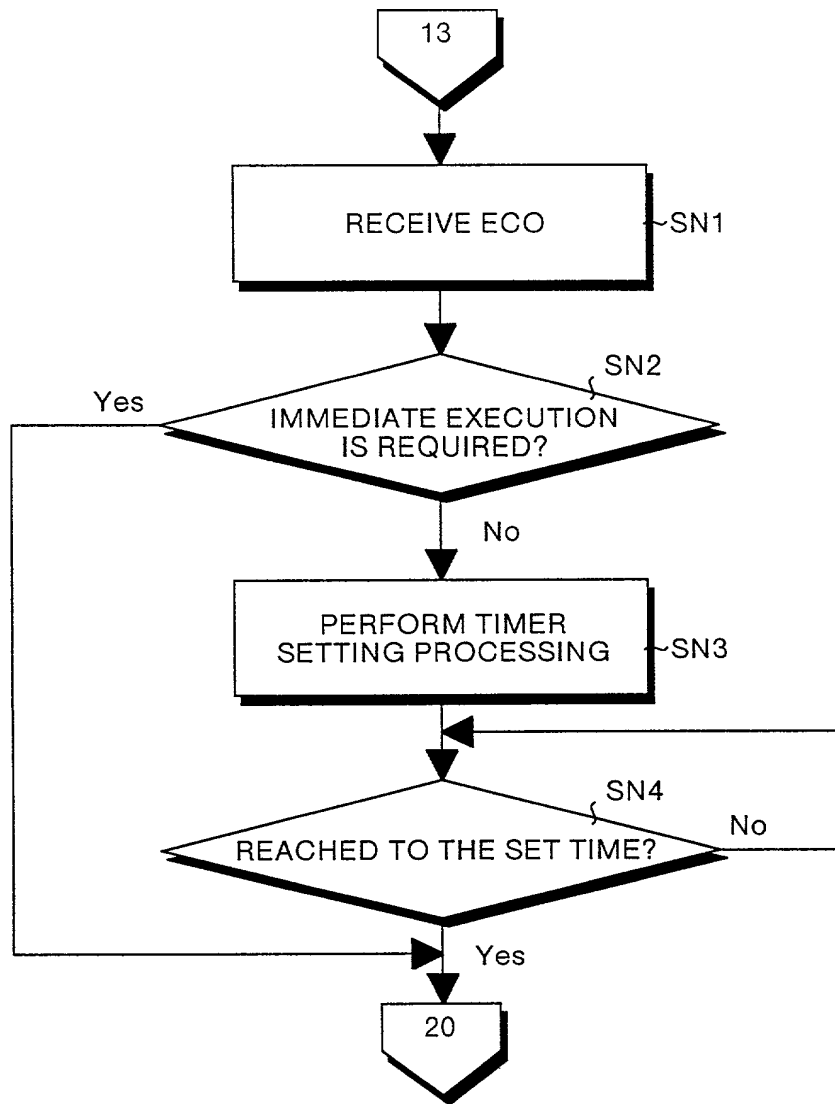 13
RECEIVE ECO
SN1
SN2
Yes
IMMEDIATE EXECUTION
IS REQUIRED?
No
PERFORM TIMER
SETTING PROCESSING
SN3
SN4
No
REACHED TO THE SET TIME?
Yes
20